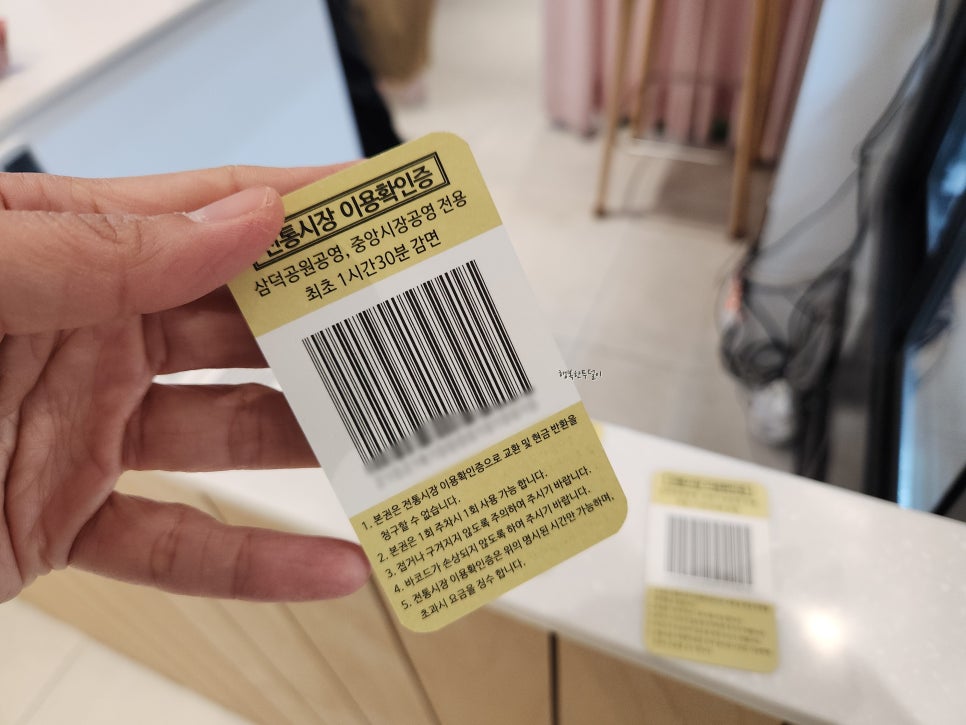 전통시장 이용확인증
삼덕공원공영, 중앙시장공영 전용
최초 1시간30분 감면
행복한투덜이
1. 본권은 전통시장 이용확인증으로 교환 및 현금 반환을
청구할 수 없습니다.
2. 본권은 1회 주차시 1회 사용 가능 합니다.
3. 접거나 구겨지지 않도록 주의하여 주시기 바랍니다.
4. 바코드가 손상되지 않도록 하여 주시기 바랍니다.
5. 전통시장 이용확인증은 위의 명시된 시간만 가능하며,
초과시 요금을 징수 합니다.